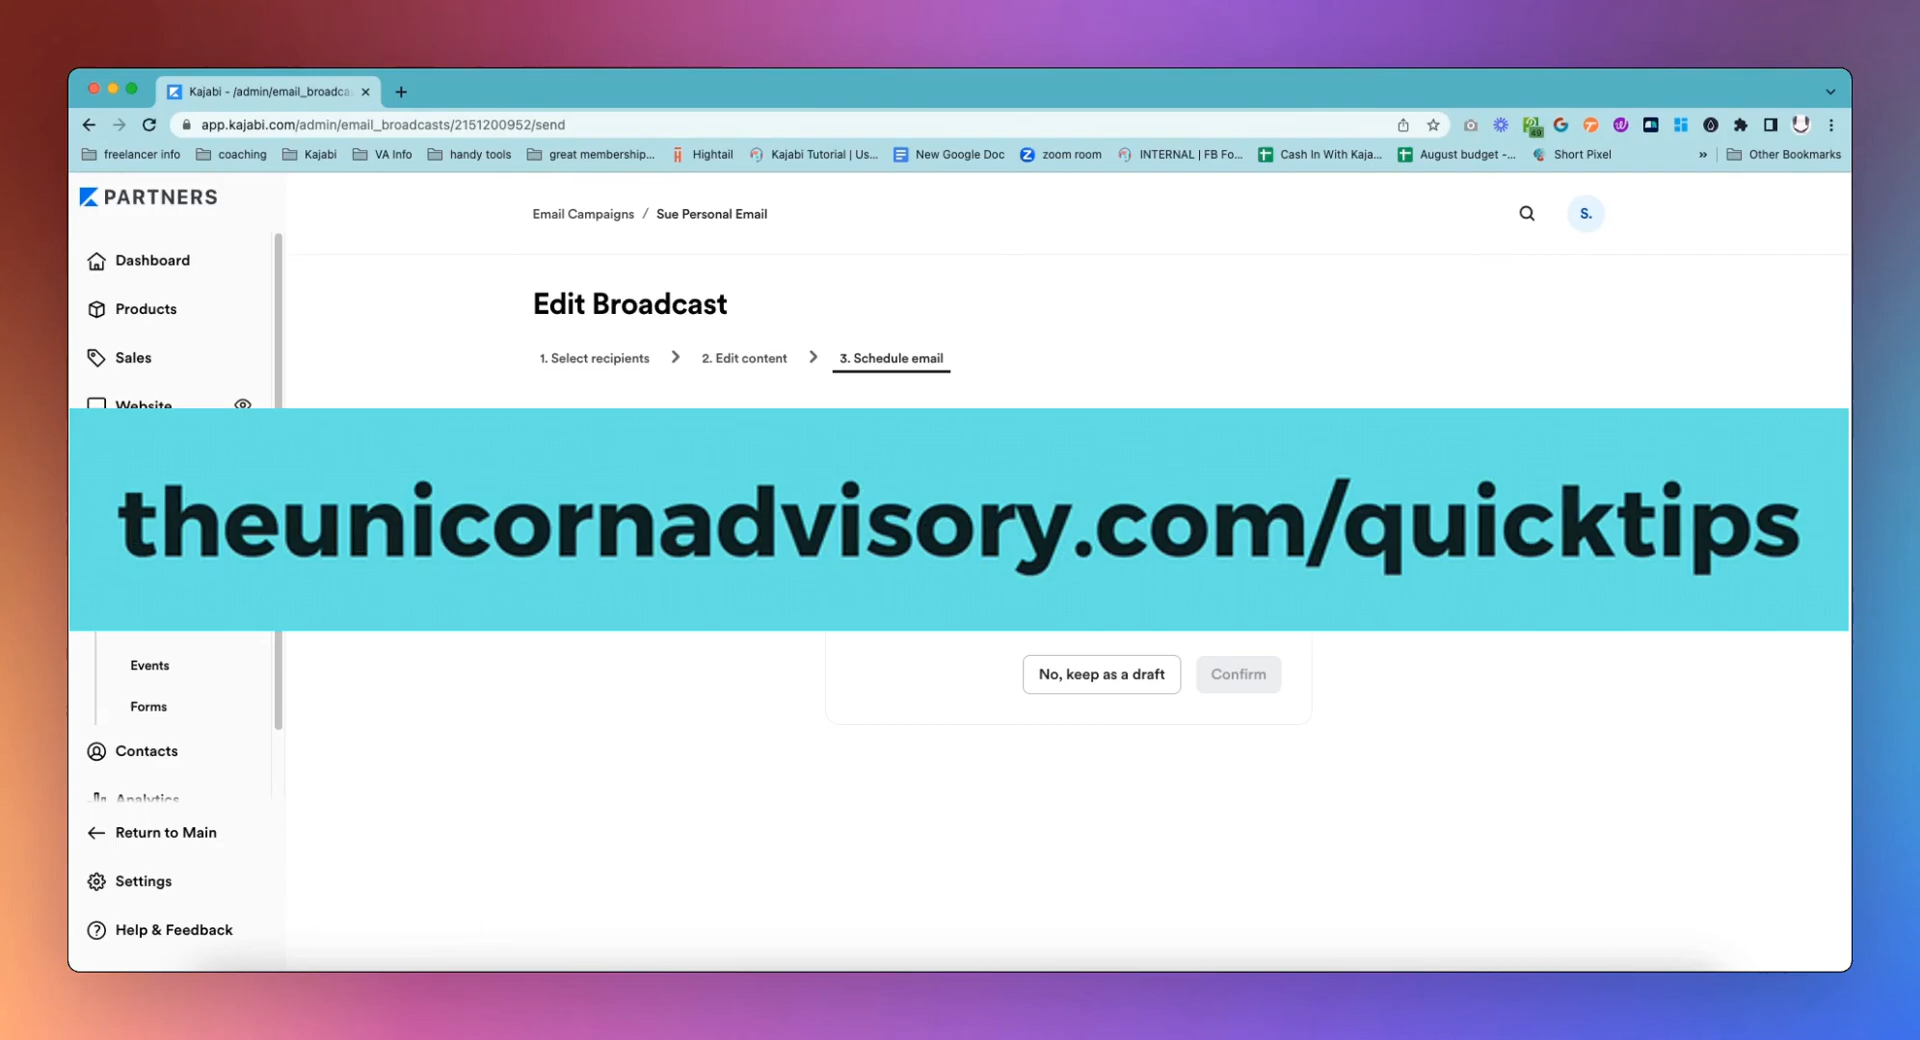 Kajabi - /admin/email_broadca
app.kajabi.com/admin/email_broadcasts/2151200952/send
49
freelancer info
coaching
Kajabi
VA Info
handy tools
great membership...
Hightail
Kajabi Tutorial | Us...
New Google Doc
zoom room
INTERNAL | FB Fo...
Cash In With Kaja...
August budget -...
Short Pixel
»
Other Bookmarks
PARTNERS
Email Campaigns / Sue Personal Email
S.
Dashboard
Products
Sales
Website
Edit Broadcast
1. Select recipients > 2. Edit content > 3. Schedule email
theunicornadvisory.com/quicktips
Events
Forms
Contacts
Analytics
Return to Main
Settings
Help & Feedback
No, keep as a draft
Confirm